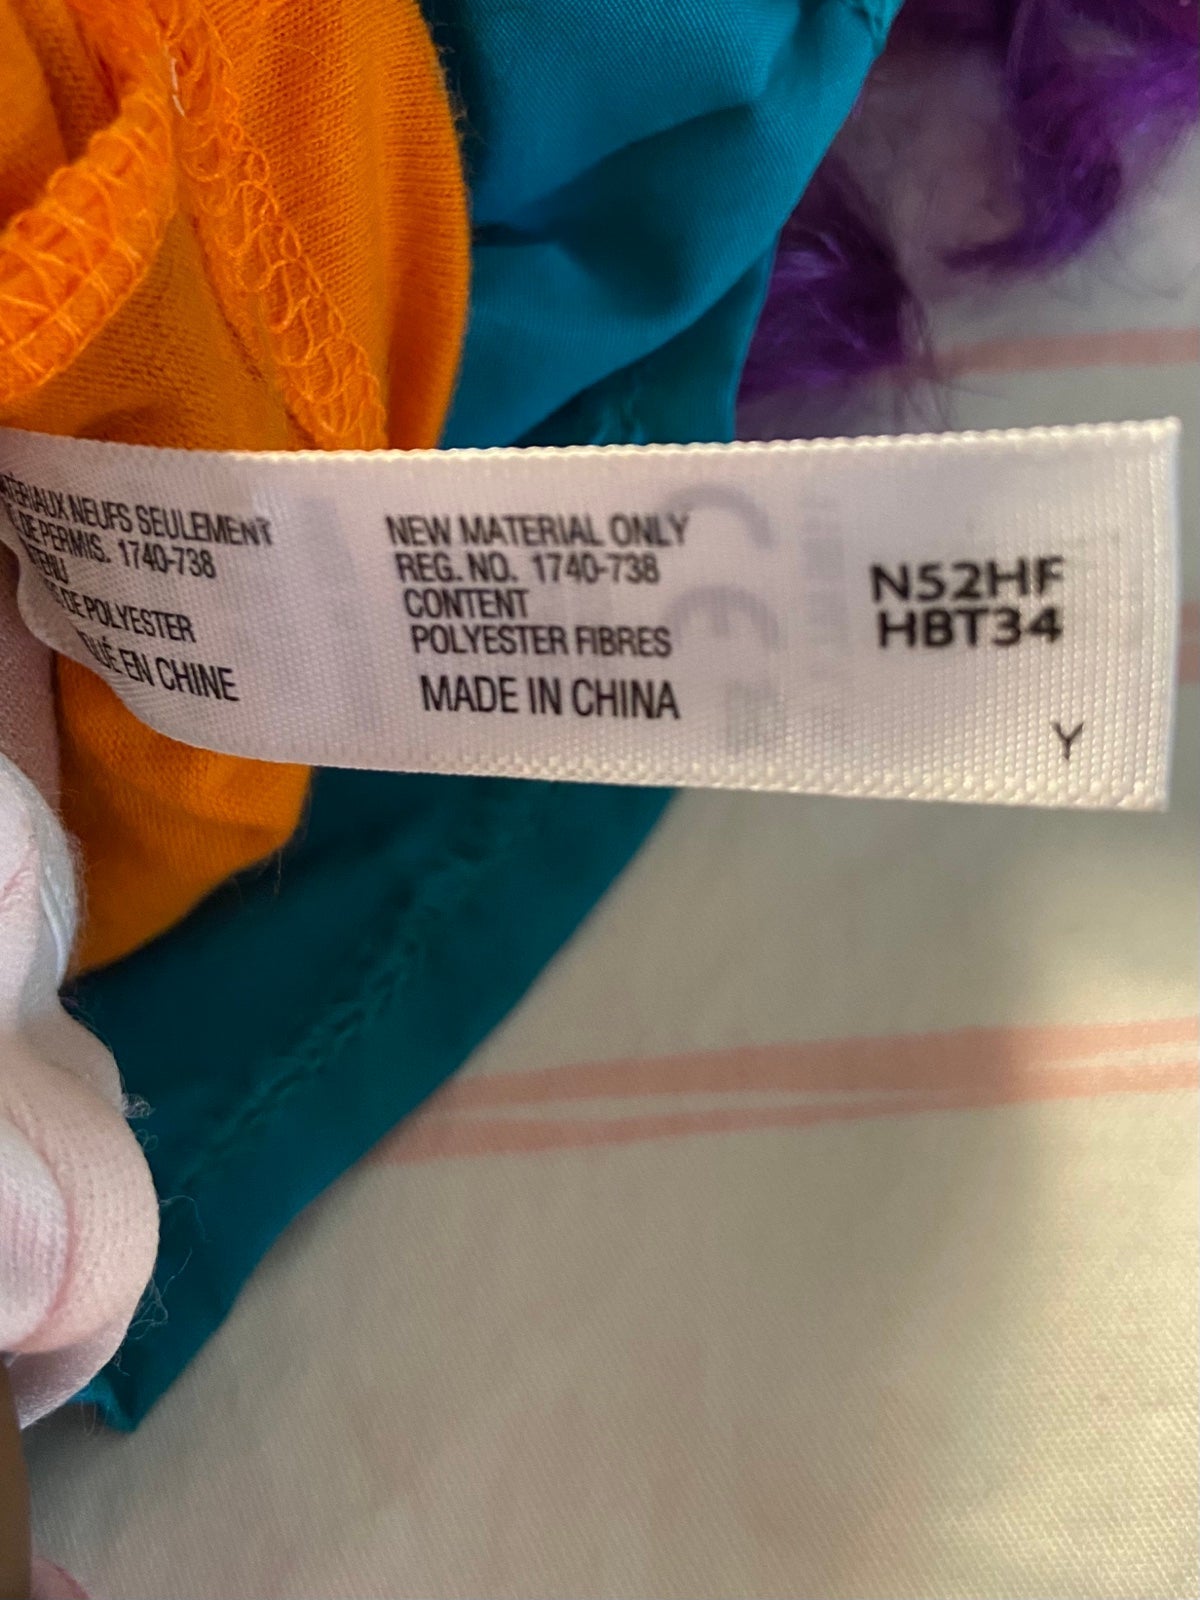 MATÉRIAUX NEUFS SEULEMENT
DE PERMIS. 1740-738
DE POLYESTER
EN CHINE
NEW MATERIAL ONLY
REG. NO. 1740-738
CONTENT
POLYESTER FIBRES
MADE IN CHINA
N52HF
HBT34
Y